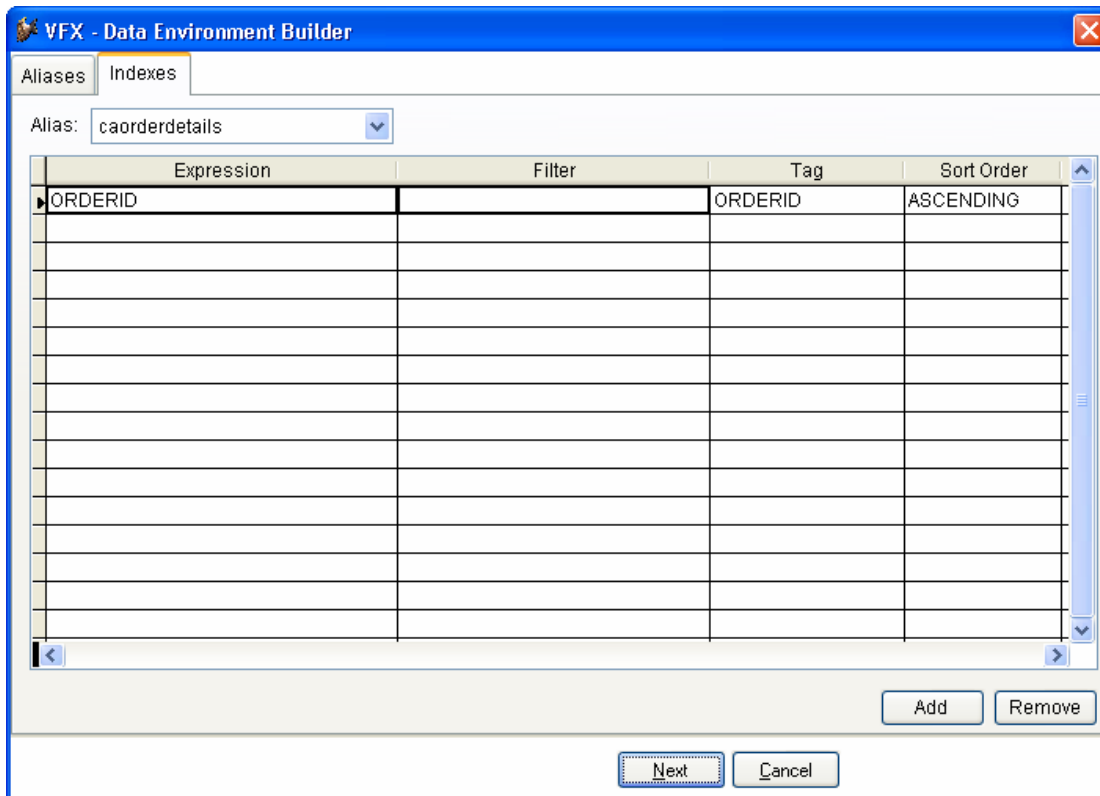 VFX - Data Environment Builder
Aliases Indexes
Alias: caorderdetails
Expression Filter Tag Sort Order
ORDERID ORDERID ASCENDING
Add Remove
Next Cancel